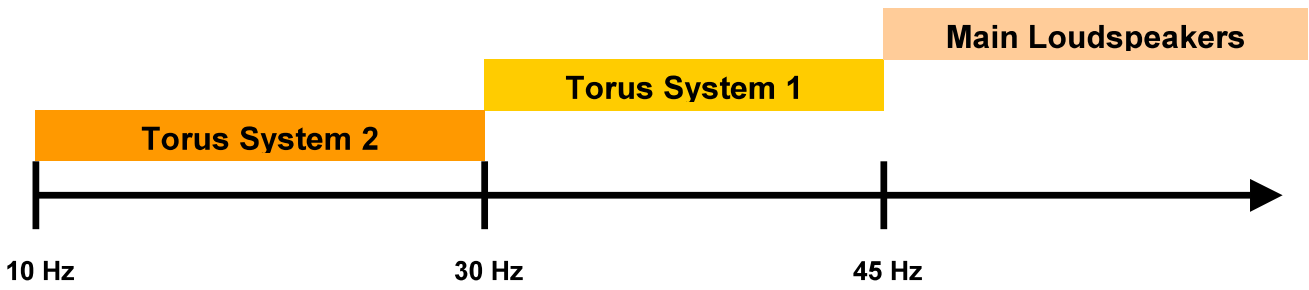 Main Loudspeakers
Torus System 1
Torus System 2
10 Hz
30 Hz
45 Hz